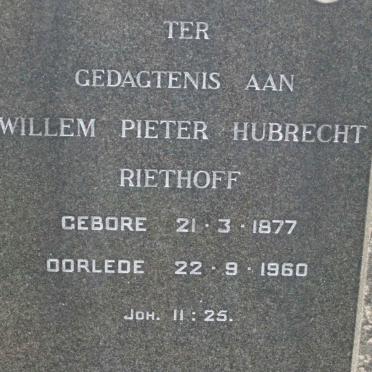 TER
GEDAGTENIS AAN
WILLEM PIETER HUBRECHT
RIETHOFF
GEBORE 21·3·1877
OORLEDE 22·9·1960
JOH. 11:25.